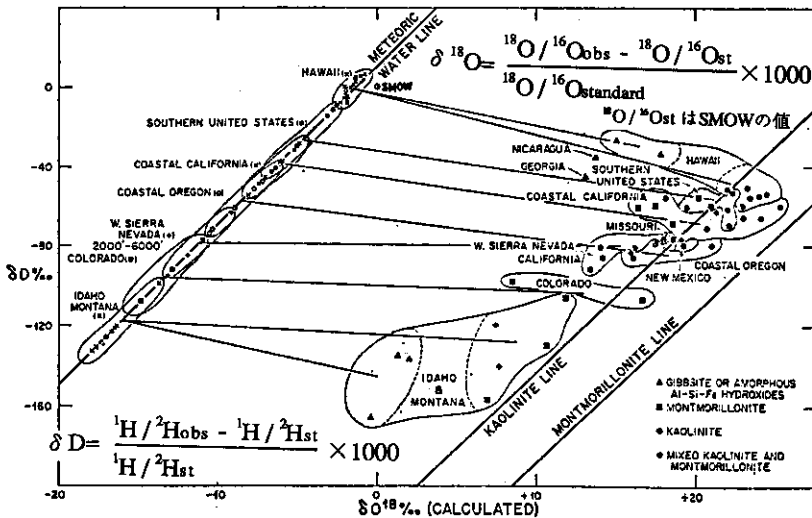 METEORIC
WATER LINE
HAWAII (=)
SMOW
SOUTHERN UNITED STATES (⊕)
COASTAL CALIFORNIA
COASTAL OREGON
W. SIERRA
NEVADA (+)
2000'-6000'
COLORADO
IDAHO
MONTANA
δ ¹⁸O= ¹⁸O/¹⁶Oobs - ¹⁸O/¹⁶Ost ×1000
¹⁸O/¹⁶Ostandard
¹⁸O/¹⁶Ost はSMOWの値
NICARAGUA
GEORGIA
HAWAII
SOUTHERN
UNITED STATES
COASTAL
CALIFORNIA
MISSOURI
W. SIERRA NEVADA
CALIFORNIA
COASTAL OREGON
NEW MEXICO
COLORADO
IDAHO
&
MONTANA
KAOLINITE LINE
MONTMORILLONITE LINE
▲ GIBBSITE OR AMORPHOUS
Al-Si-Fe HYDROXIDES
■ MONTMORILLONITE
● KAOLINITE
◆ MIXED KAOLINITE AND
MONTMORILLONITE
δ D= ¹H/²Hobs - ¹H/²Hst ×1000
¹H/²Hst
0
-40
-80
-120
-160
δD‰
-20
-10
0
+10
+20
δO¹⁸‰ (CALCULATED)